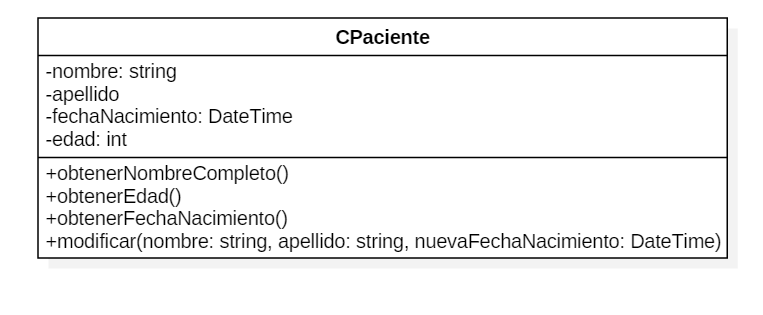 CPaciente
-nombre: string
-apellido
-fechaNacimiento: DateTime
-edad: int
+obtenerNombreCompleto()
+obtenerEdad()
+obtenerFechaNacimiento()
+modificar(nombre: string, apellido: string, nuevaFechaNacimiento: DateTime)